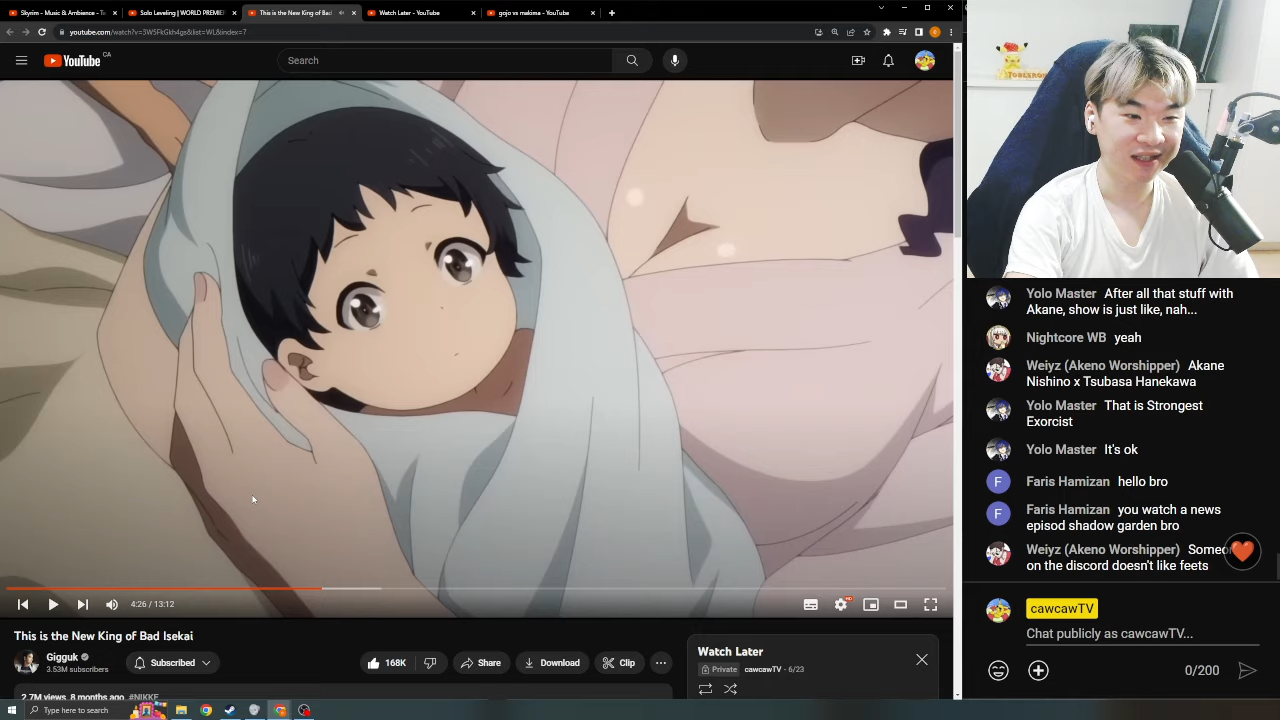 Skyrim - Music & Ambience - Tw
Solo Leveling | WORLD PREMIE
This is the New King of Bad
Watch Later - YouTube
gojo vs makima - YouTube
youtube.com/watch?v=3W5FkGkh4gs&list=WL&index=7
YouTube CA
Search
TOBLERON
4:26 / 13:12
HD
This is the New King of Bad Isekai
Gigguk
3.53M subscribers
Subscribed
168K
Share
Download
Clip
2.7M views 8 months ago #NIKKE
Watch Later
Private cawcawTV - 6/23
Yolo Master After all that stuff with
Akane, show is just like, nah...
Nightcore WB yeah
Weiyz (Akeno Worshipper) Akane
Nishino x Tsubasa Hanekawa
Yolo Master That is Strongest
Exorcist
Yolo Master It's ok
F Faris Hamizan hello bro
F Faris Hamizan you watch a news
episod shadow garden bro
Weiyz (Akeno Worshipper) Someo
on the discord doesn't like feets
cawcawTV
Chat publicly as cawcawTV...
0/200
Type here to search